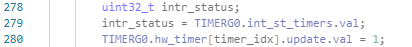 278 uint32_t intr_status;
279 intr_status = TIMERG0.int_st_timers.val;
280 TIMERG0.hw_timer[timer_idx].update.val = 1;